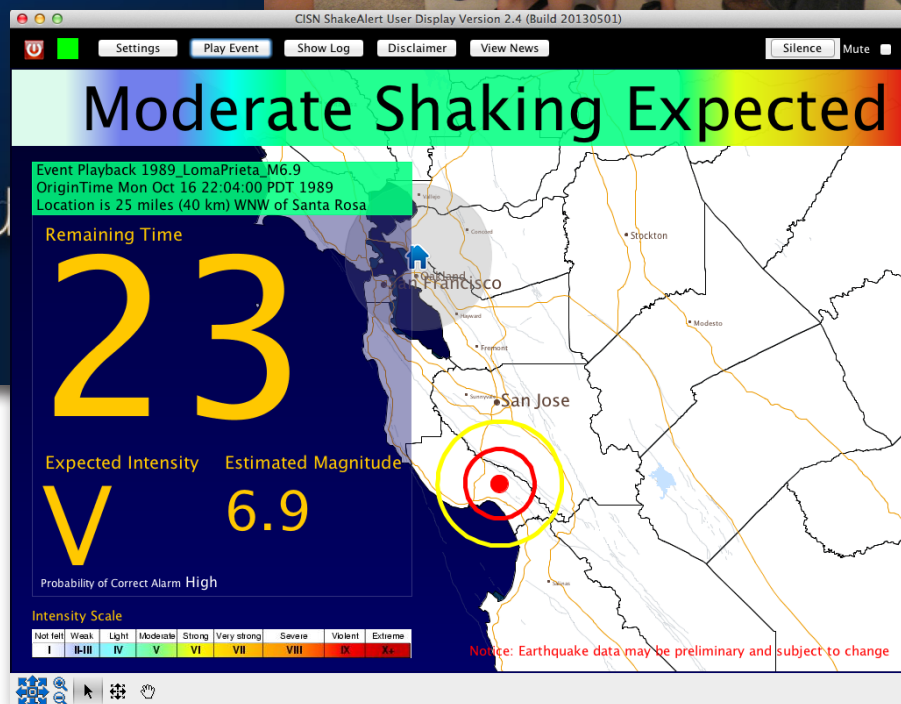 CISN ShakeAlert User Display Version 2.4 (Build 20130501)
Settings Play Event Show Log Disclaimer View News Silence Mute
Moderate Shaking Expected
Event Playback 1989_LomaPrieta_M6.9
OriginTime Mon Oct 16 22:04:00 PDT 1989
Location is 25 miles (40 km) WNW of Santa Rosa
Remaining Time
23
Vallejo
Concord
Stockton
Oakland
San Francisco
Hayward
Modesto
Fremont
Sunnyvale
San Jose
Expected Intensity Estimated Magnitude
V 6.9
Probability of Correct Alarm High
Salinas
Intensity Scale
Not felt Weak Light Moderate Strong Very strong Severe Violent Extreme
I II-III IV V VI VII VIII IX X+
Notice: Earthquake data may be preliminary and subject to change